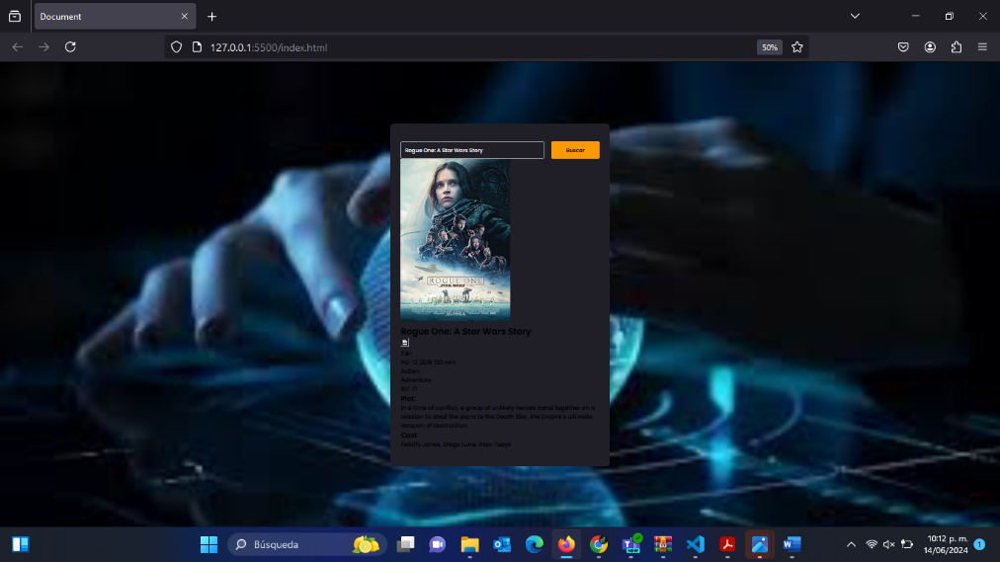 Document
127.0.0.1:5500/index.html
50%
Rogue One: A Star Wars Story
Buscar
ROGUE ONE
STAR WARS
Rogue One: A Star Wars Story
7.8
PG-13 2016 133 min
Action
Adventure
Sci-Fi
Plot:
In a time of conflict, a group of unlikely heroes band together on a
mission to steal the plans to the Death Star, the Empire's ultimate
weapon of destruction.
Cast
Felicity Jones, Diego Luna, Alan Tudyk
Búsqueda
10:12 p. m.
14/06/2024
1